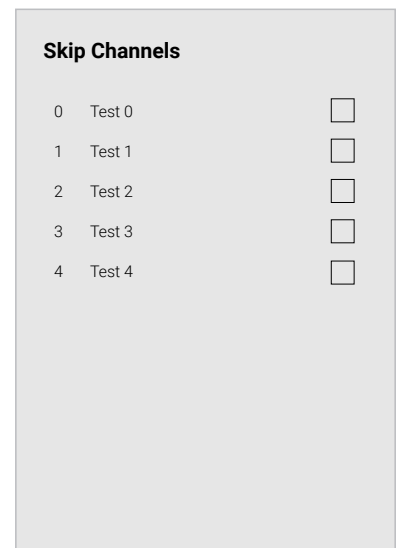 Skip Channels
0 Test 0
1 Test 1
2 Test 2
3 Test 3
4 Test 4